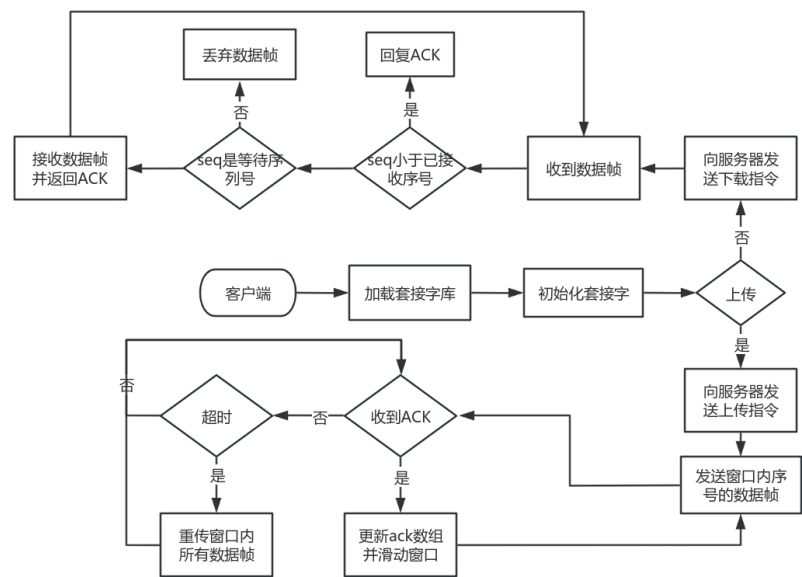 丢弃数据帧
回复ACK
否
是
接收数据帧
并返回ACK
seq是等待序
列号
seq小于已接
收序号
收到数据帧
向服务器发
送下载指令
否
客户端
加载套接字库
初始化套接字
上传
是
否
超时
否
收到ACK
向服务器发
送上传指令
是
是
发送窗口内序
号的数据帧
重传窗口内
所有数据帧
更新ack数组
并滑动窗口